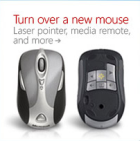 Turn over a new mouse
Laser pointer, media remote,
and more →